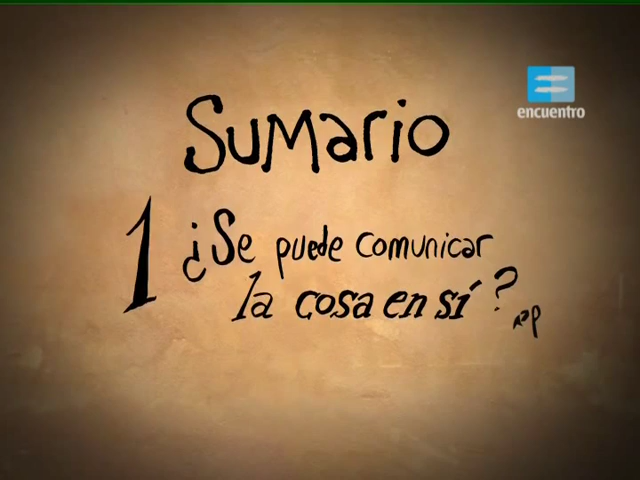 Sumario
encuentro
1 ¿Se puede comunicar
la cosa en sí?